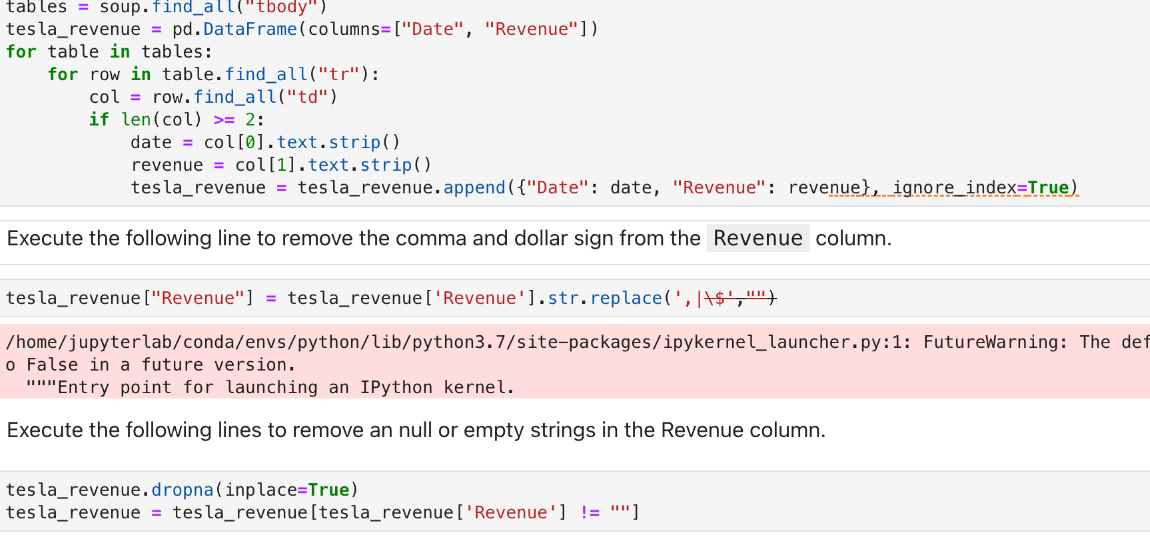 tables = soup.find_all("tbody")
tesla_revenue = pd.DataFrame(columns=["Date", "Revenue"])
for table in tables:
    for row in table.find_all("tr"):
        col = row.find_all("td")
        if len(col) >= 2:
            date = col[0].text.strip()
            revenue = col[1].text.strip()
            tesla_revenue = tesla_revenue.append({"Date": date, "Revenue": revenue}, ignore_index=True)
Execute the following line to remove the comma and dollar sign from the Revenue column.
tesla_revenue["Revenue"] = tesla_revenue['Revenue'].str.replace(',|\$',"")
/home/jupyterlab/conda/envs/python/lib/python3.7/site-packages/ipykernel_launcher.py:1: FutureWarning: The def
o False in a future version.
  """Entry point for launching an IPython kernel.
Execute the following lines to remove an null or empty strings in the Revenue column.
tesla_revenue.dropna(inplace=True)
tesla_revenue = tesla_revenue[tesla_revenue['Revenue'] != ""]